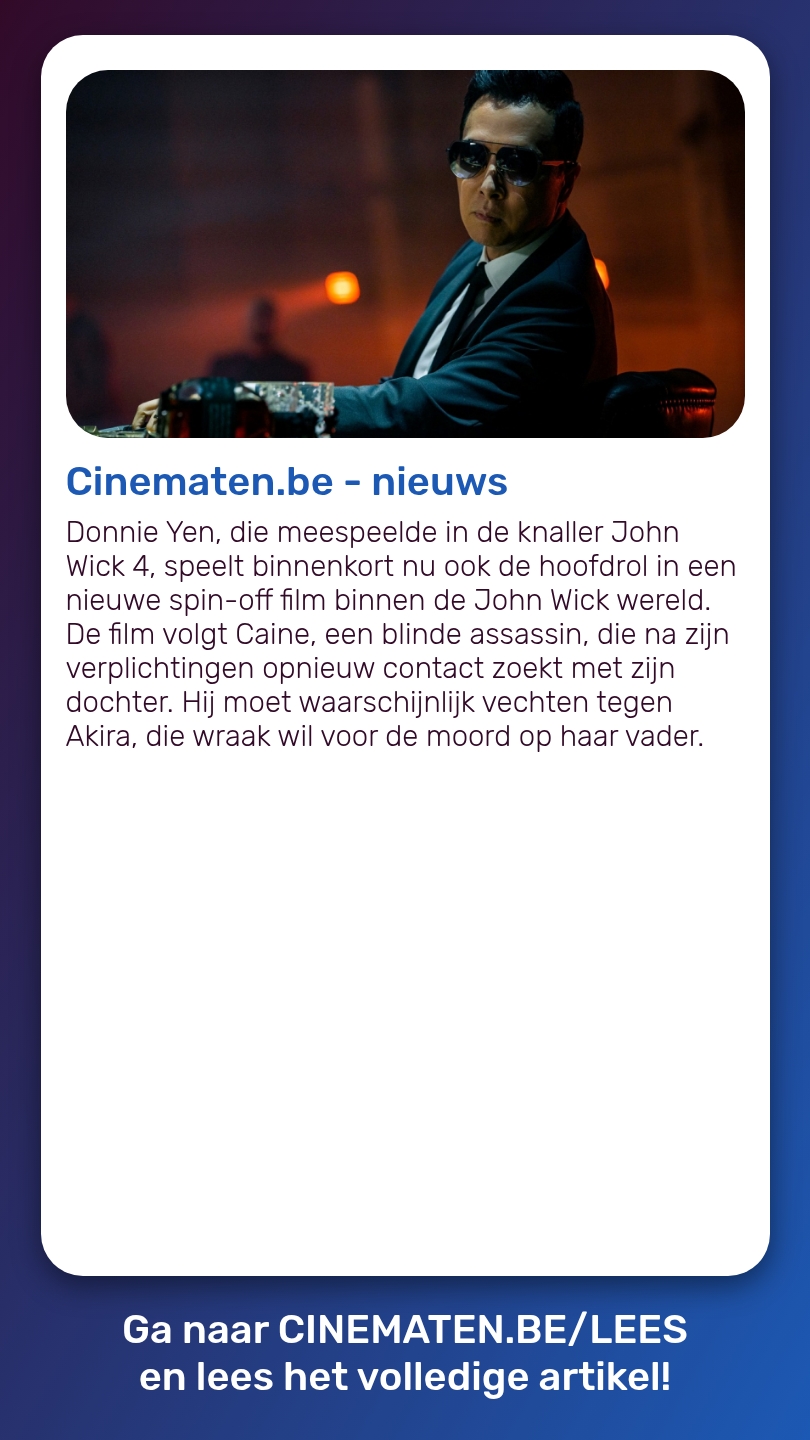 Cinematen.be - nieuws
Donnie Yen, die meespeelde in de knaller John
Wick 4, speelt binnenkort nu ook de hoofdrol in een
nieuwe spin-off film binnen de John Wick wereld.
De film volgt Caine, een blinde assassin, die na zijn
verplichtingen opnieuw contact zoekt met zijn
dochter. Hij moet waarschijnlijk vechten tegen
Akira, die wraak wil voor de moord op haar vader.
Ga naar CINEMATEN.BE/LEES
en lees het volledige artikel!